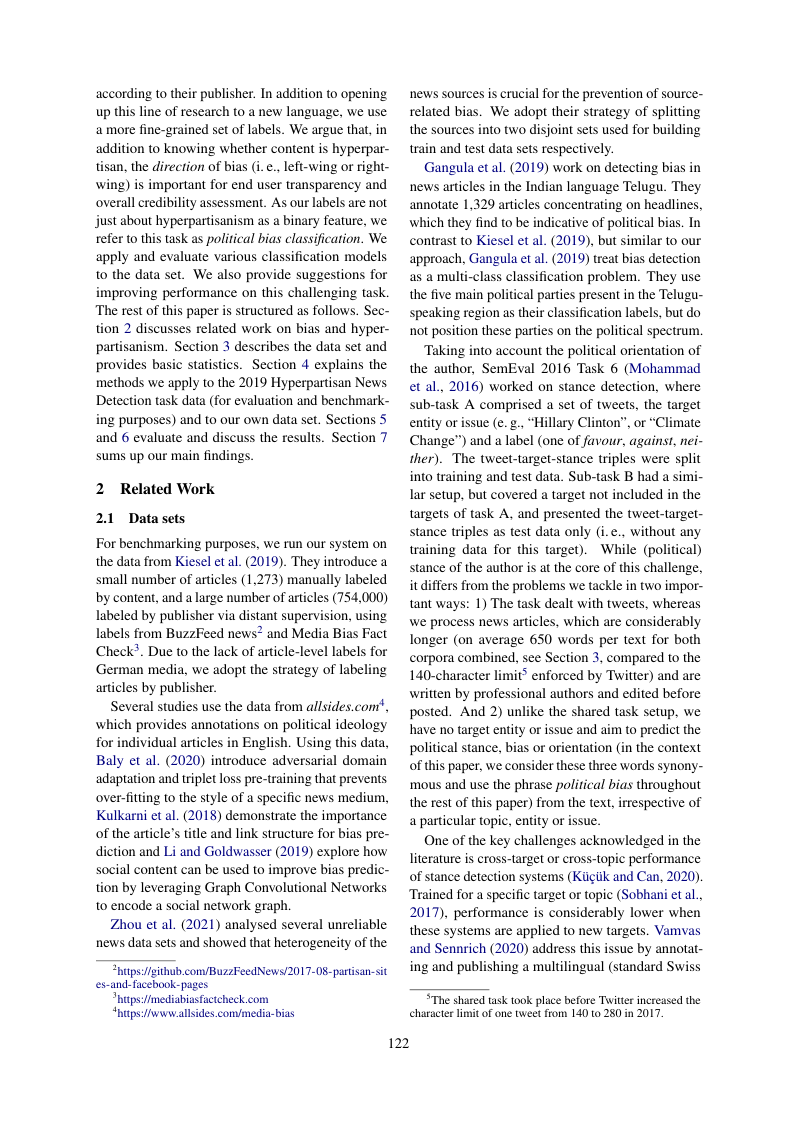 according to their publisher. In addition to opening
up this line of research to a new language, we use
a more fine-grained set of labels. We argue that, in
addition to knowing whether content is hyperpar-
tisan, the direction of bias (i. e., left-wing or right-
wing) is important for end user transparency and
overall credibility assessment. As our labels are not
just about hyperpartisanism as a binary feature, we
refer to this task as political bias classification. We
apply and evaluate various classification models
to the data set. We also provide suggestions for
improving performance on this challenging task.
The rest of this paper is structured as follows. Sec-
tion 2 discusses related work on bias and hyper-
partisanism. Section 3 describes the data set and
provides basic statistics. Section 4 explains the
methods we apply to the 2019 Hyperpartisan News
Detection task data (for evaluation and benchmark-
ing purposes) and to our own data set. Sections 5
and 6 evaluate and discuss the results. Section 7
sums up our main findings.
2 Related Work
2.1 Data sets
For benchmarking purposes, we run our system on
the data from Kiesel et al. (2019). They introduce a
small number of articles (1,273) manually labeled
by content, and a large number of articles (754,000)
labeled by publisher via distant supervision, using
labels from BuzzFeed news2 and Media Bias Fact
Check3. Due to the lack of article-level labels for
German media, we adopt the strategy of labeling
articles by publisher.
Several studies use the data from allsides.com4,
which provides annotations on political ideology
for individual articles in English. Using this data,
Baly et al. (2020) introduce adversarial domain
adaptation and triplet loss pre-training that prevents
over-fitting to the style of a specific news medium,
Kulkarni et al. (2018) demonstrate the importance
of the article's title and link structure for bias pre-
diction and Li and Goldwasser (2019) explore how
social content can be used to improve bias predic-
tion by leveraging Graph Convolutional Networks
to encode a social network graph.
Zhou et al. (2021) analysed several unreliable
news data sets and showed that heterogeneity of the
2https://github.com/BuzzFeedNews/2017-08-partisan-sit
es-and-facebook-pages
3https://mediabiasfactcheck.com
4https://www.allsides.com/media-bias
news sources is crucial for the prevention of source-
related bias. We adopt their strategy of splitting
the sources into two disjoint sets used for building
train and test data sets respectively.
Gangula et al. (2019) work on detecting bias in
news articles in the Indian language Telugu. They
annotate 1,329 articles concentrating on headlines,
which they find to be indicative of political bias. In
contrast to Kiesel et al. (2019), but similar to our
approach, Gangula et al. (2019) treat bias detection
as a multi-class classification problem. They use
the five main political parties present in the Telugu-
speaking region as their classification labels, but do
not position these parties on the political spectrum.
Taking into account the political orientation of
the author, SemEval 2016 Task 6 (Mohammad
et al., 2016) worked on stance detection, where
sub-task A comprised a set of tweets, the target
entity or issue (e. g., “Hillary Clinton”, or “Climate
Change”) and a label (one of favour, against, nei-
ther). The tweet-target-stance triples were split
into training and test data. Sub-task B had a simi-
lar setup, but covered a target not included in the
targets of task A, and presented the tweet-target-
stance triples as test data only (i. e., without any
training data for this target). While (political)
stance of the author is at the core of this challenge,
it differs from the problems we tackle in two impor-
tant ways: 1) The task dealt with tweets, whereas
we process news articles, which are considerably
longer (on average 650 words per text for both
corpora combined, see Section 3, compared to the
140-character limit5 enforced by Twitter) and are
written by professional authors and edited before
posted. And 2) unlike the shared task setup, we
have no target entity or issue and aim to predict the
political stance, bias or orientation (in the context
of this paper, we consider these three words synony-
mous and use the phrase political bias throughout
the rest of this paper) from the text, irrespective of
a particular topic, entity or issue.
One of the key challenges acknowledged in the
literature is cross-target or cross-topic performance
of stance detection systems (Küçük and Can, 2020).
Trained for a specific target or topic (Sobhani et al.,
2017), performance is considerably lower when
these systems are applied to new targets. Vamvas
and Sennrich (2020) address this issue by annotat-
ing and publishing a multilingual (standard Swiss
5The shared task took place before Twitter increased the
character limit of one tweet from 140 to 280 in 2017.
122